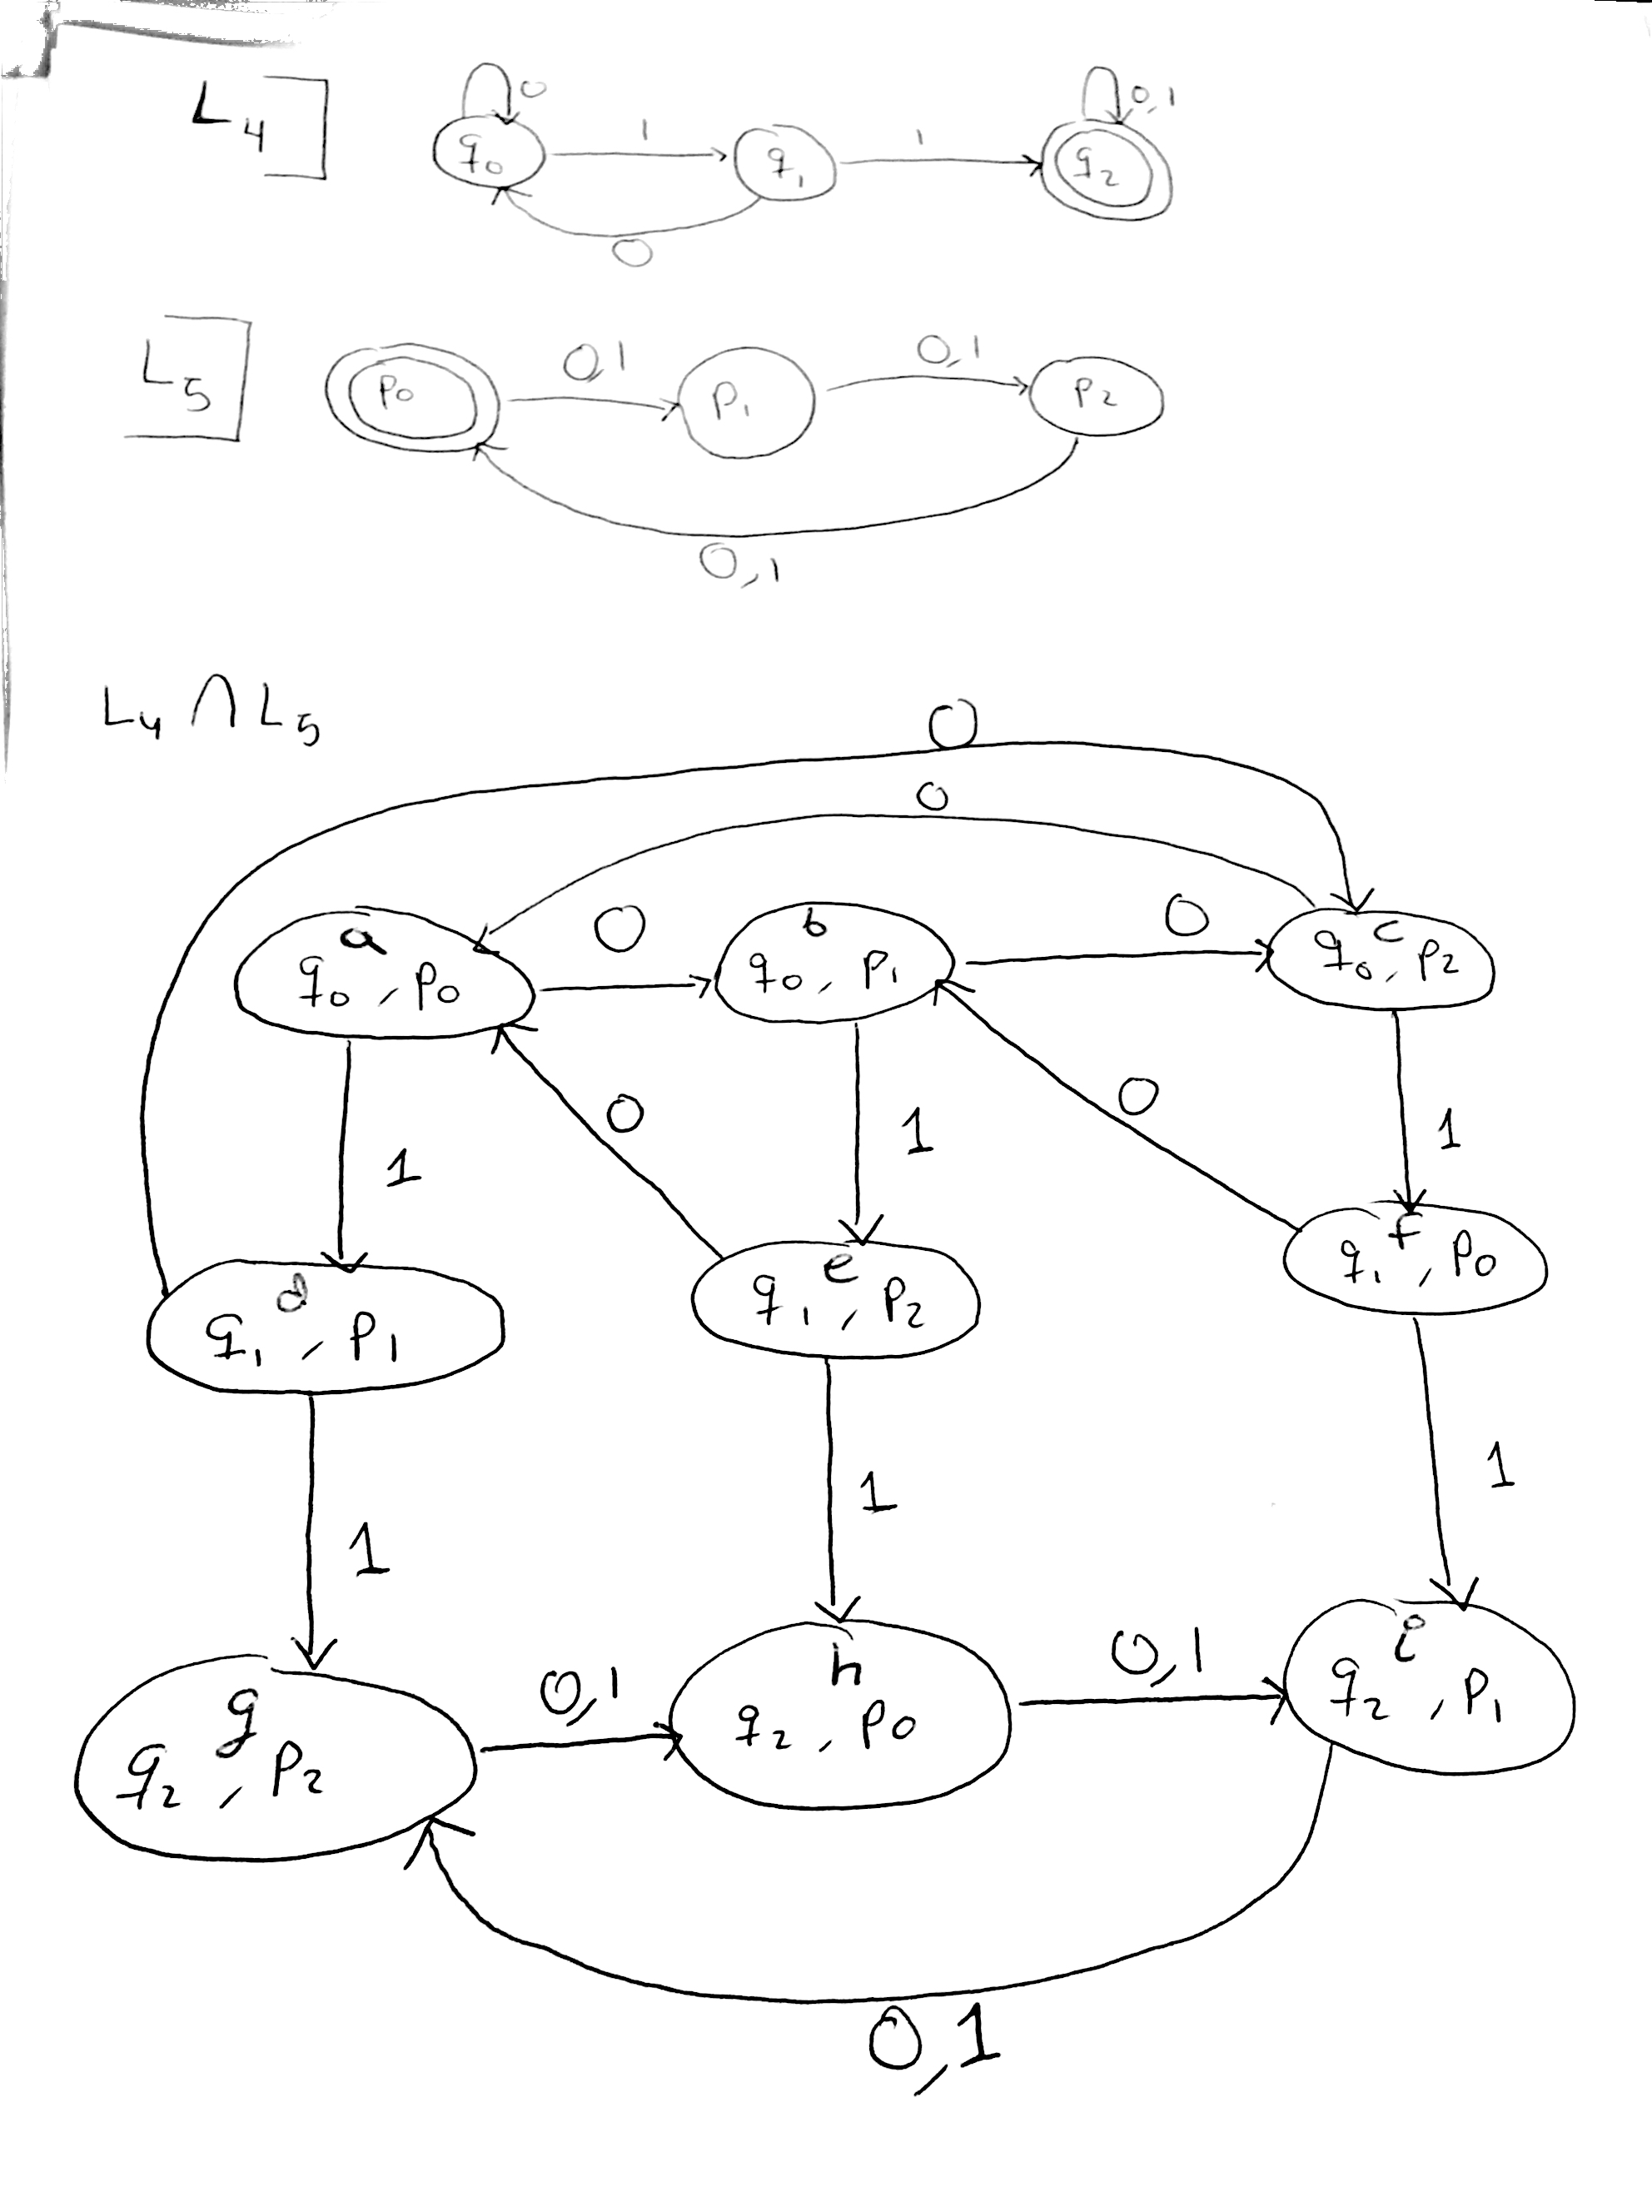 L4
0
0,1
q0
1
q1
1
q2
0
L5
0,1
0,1
p0
p1
p2
0,1
L4 ∩ L5
0
0
a
0
b
0
c
q0, p0
q0, p1
q0, p2
0
0
1
1
1
d
e
f
q1, p1
q1, p2
q1, p0
1
1
1
g
0,1
h
0,1
i
q2, p2
q2, p0
q2, p1
0,1